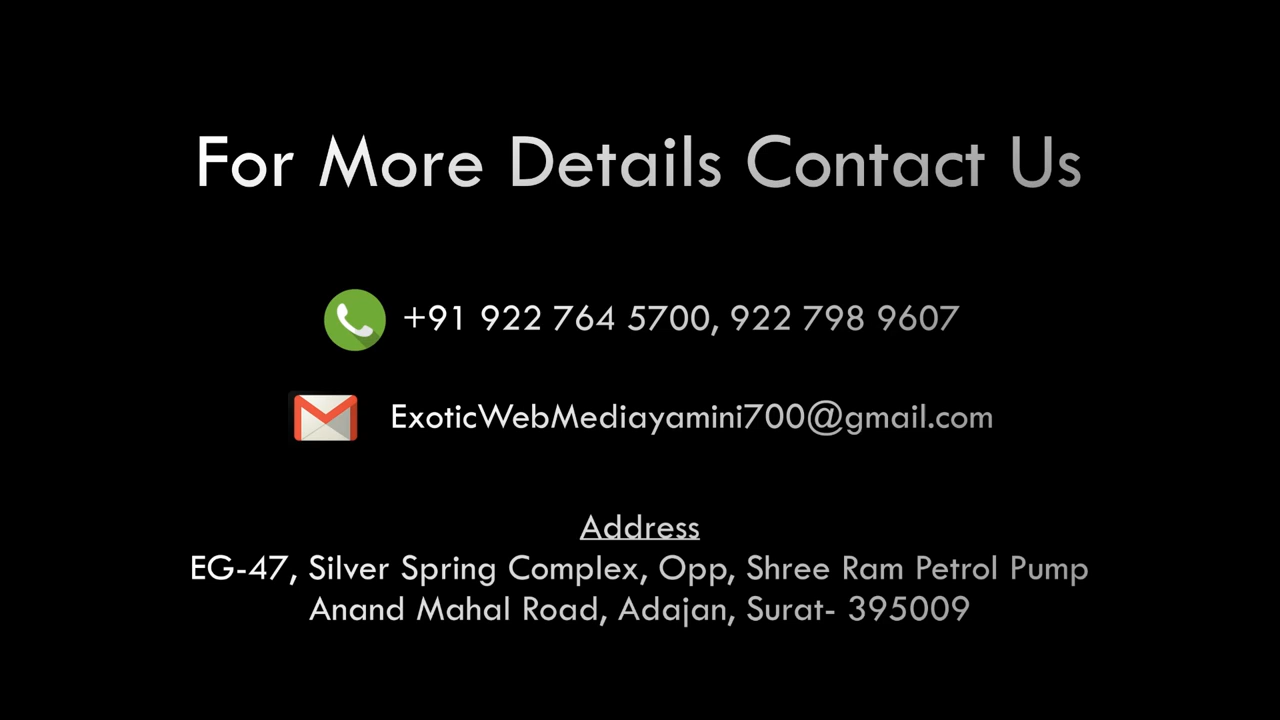 For More Details Contact Us
+91 922 764 5700, 922 798 9607
ExoticWebMediayamini700@gmail.com
Address
EG-47, Silver Spring Complex, Opp, Shree Ram Petrol Pump
Anand Mahal Road, Adajan, Surat- 395009